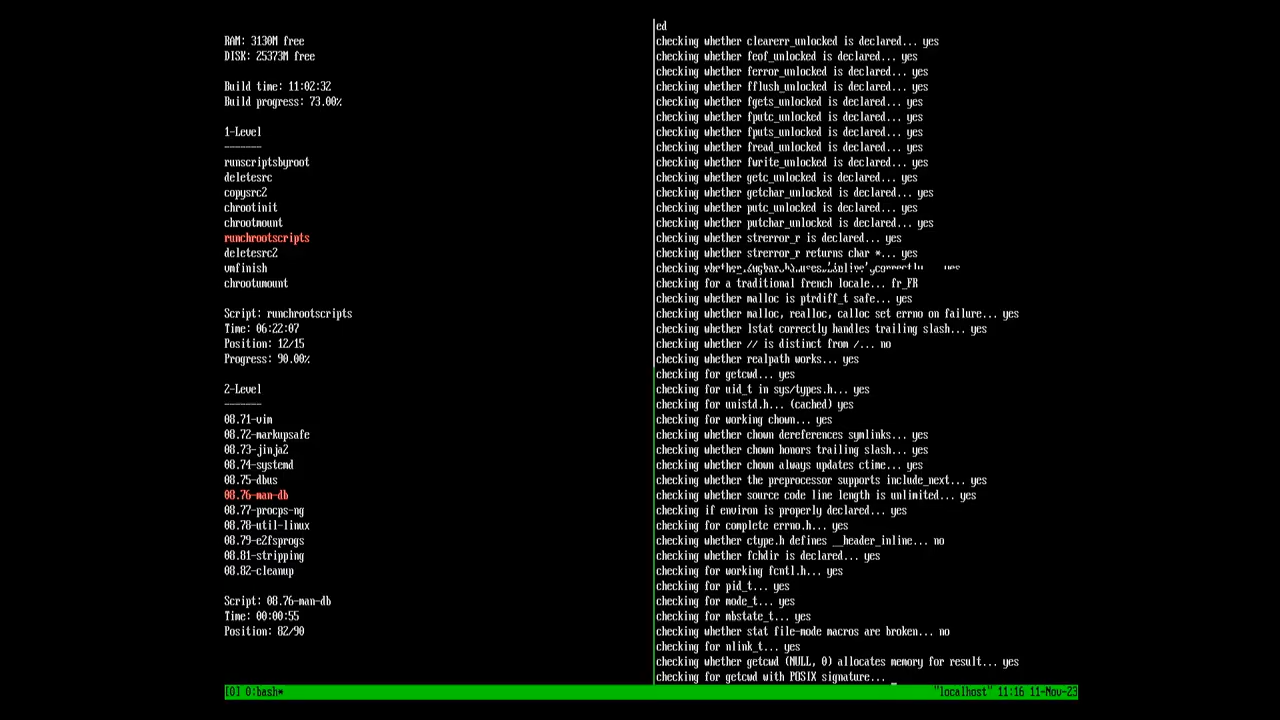 RAM: 3130M free
DISK: 25373M free
Build time: 11:02:32
Build progress: 73.00%
1-Level
-------
runscriptsbyroot
deletesrc
copysrc2
chrootinit
chrootmount
runchrootscripts
deletesrc2
vmfinish
chrootumount
Script: runchrootscripts
Time: 06:22:07
Position: 12/15
Progress: 90.00%
2-Level
-------
08.71-vim
08.72-markupsafe
08.73-jinja2
08.74-systemd
08.75-dbus
08.76-man-db
08.77-procps-ng
08.78-util-linux
08.79-e2fsprogs
08.81-stripping
08.82-cleanup
Script: 08.76-man-db
Time: 00:00:55
Position: 82/90
ed
checking whether clearerr_unlocked is declared... yes
checking whether feof_unlocked is declared... yes
checking whether ferror_unlocked is declared... yes
checking whether fflush_unlocked is declared... yes
checking whether fgets_unlocked is declared... yes
checking whether fputc_unlocked is declared... yes
checking whether fputs_unlocked is declared... yes
checking whether fread_unlocked is declared... yes
checking whether fwrite_unlocked is declared... yes
checking whether getc_unlocked is declared... yes
checking whether getchar_unlocked is declared... yes
checking whether putc_unlocked is declared... yes
checking whether putchar_unlocked is declared... yes
checking whether strerror_r is declared... yes
checking whether strerror_r returns char *... yes
checking whether correctly... yes
checking for a traditional french locale... fr_FR
checking whether malloc is ptrdiff_t safe... yes
checking whether malloc, realloc, calloc set errno on failure... yes
checking whether lstat correctly handles trailing slash... yes
checking whether // is distinct from /... no
checking whether realpath works... yes
checking for getcwd... yes
checking for uid_t in sys/types.h... yes
checking for unistd.h... (cached) yes
checking for working chown... yes
checking whether chown dereferences symlinks... yes
checking whether chown honors trailing slash... yes
checking whether chown always updates ctime... yes
checking whether the preprocessor supports include_next... yes
checking whether source code line length is unlimited... yes
checking if environ is properly declared... yes
checking for complete errno.h... yes
checking whether ctype.h defines __header_inline... no
checking whether fchdir is declared... yes
checking for working fcntl.h... yes
checking for pid_t... yes
checking for mode_t... yes
checking for mbstate_t... yes
checking whether stat file-mode macros are broken... no
checking for nlink_t... yes
checking whether getcwd (NULL, 0) allocates memory for result... yes
checking for getcwd with POSIX signature... _
[0] 0:bash* "localhost" 11:16 11-Nov-23